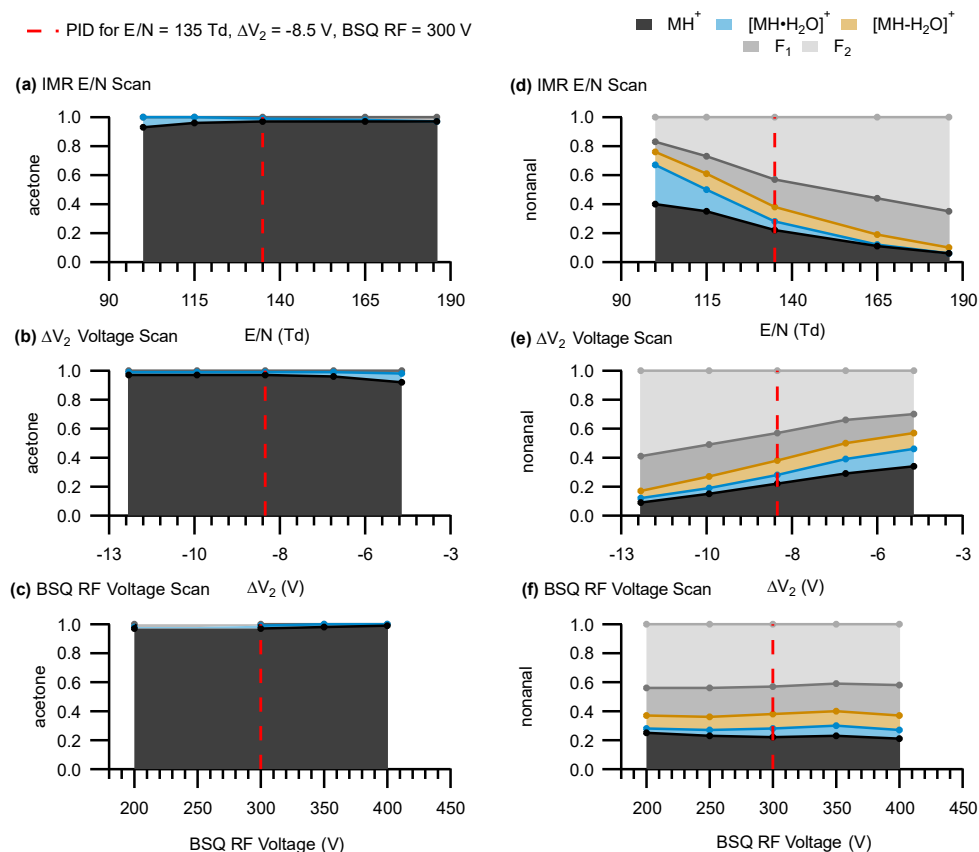 PID for E/N = 135 Td, ΔV2 = -8.5 V, BSQ RF = 300 V
MH+ [MH•H2O]+ [MH-H2O]+
F1 F2
(a) IMR E/N Scan
1.0
0.8
0.6
0.4
0.2
0.0
acetone
90 115 140 165 190
E/N (Td)
(d) IMR E/N Scan
1.0
0.8
0.6
0.4
0.2
0.0
nonanal
90 115 140 165 190
E/N (Td)
(b) ΔV2 Voltage Scan
1.0
0.8
0.6
0.4
0.2
0.0
acetone
-13 -10 -8 -6 -3
ΔV2 (V)
(e) ΔV2 Voltage Scan
1.0
0.8
0.6
0.4
0.2
0.0
nonanal
-13 -10 -8 -6 -3
ΔV2 (V)
(c) BSQ RF Voltage Scan
1.0
0.8
0.6
0.4
0.2
0.0
acetone
200 250 300 350 400 450
BSQ RF Voltage (V)
(f) BSQ RF Voltage Scan
1.0
0.8
0.6
0.4
0.2
0.0
nonanal
200 250 300 350 400 450
BSQ RF Voltage (V)